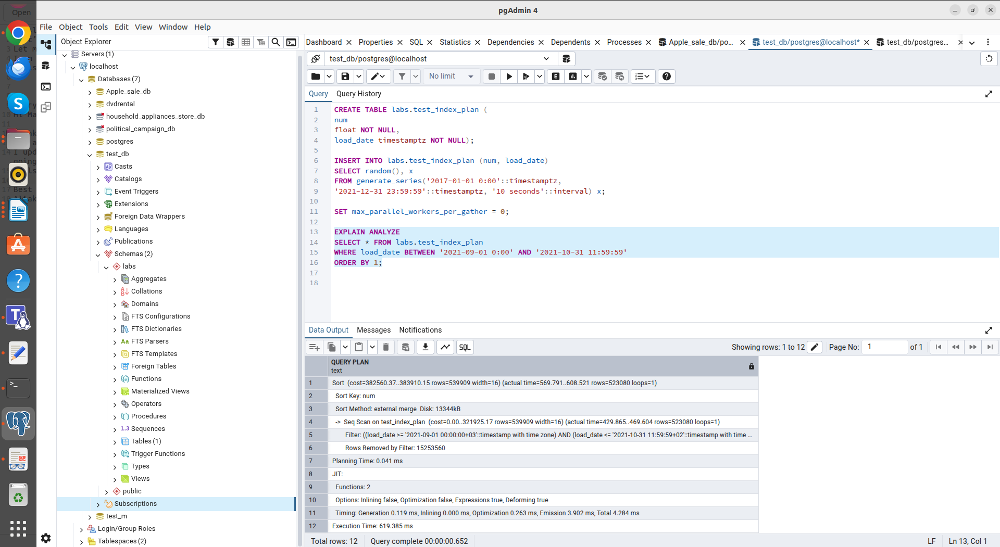 Open
pgAdmin 4
File Object Tools Edit View Window Help
Object Explorer
Servers (1)
localhost
Databases (7)
Apple_sale_db
dvdrental
household_appliances_store_db
political_campaign_db
postgres
test_db
Casts
Catalogs
Event Triggers
Extensions
Foreign Data Wrappers
Languages
Publications
Schemas (2)
labs
Aggregates
Collations
Domains
FTS Configurations
FTS Dictionaries
FTS Parsers
FTS Templates
Foreign Tables
Functions
Materialized Views
Operators
Procedures
1..3 Sequences
Tables (1)
Trigger Functions
Types
Views
public
Subscriptions
test_m
Login/Group Roles
Tablespaces (2)
Dashboard Properties SQL Statistics Dependencies Dependents Processes Apple_sale_db/po... test_db/postgres@localhost* test_db/postgres...
test_db/postgres@localhost
No limit
Query Query History
1 CREATE TABLE labs.test_index_plan (
2 num
3 float NOT NULL,
4 load_date timestamptz NOT NULL);
5
6 INSERT INTO labs.test_index_plan (num, load_date)
7 SELECT random(), x
8 FROM generate_series('2017-01-01 0:00'::timestamptz,
9 '2021-12-31 23:59:59'::timestamptz, '10 seconds'::interval) x;
10
11 SET max_parallel_workers_per_gather = 0;
12
13 EXPLAIN ANALYZE
14 SELECT * FROM labs.test_index_plan
15 WHERE load_date BETWEEN '2021-09-01 0:00' AND '2021-10-31 11:59:59'
16 ORDER BY 1;
17
18
Data Output Messages Notifications
SQL Showing rows: 1 to 12 Page No: 1 of 1
QUERY PLAN
text
1 Sort (cost=382560.37..383910.15 rows=539909 width=16) (actual time=569.791..608.521 rows=523080 loops=1)
2 Sort Key: num
3 Sort Method: external merge Disk: 13344kB
4 -> Seq Scan on test_index_plan (cost=0.00..321925.17 rows=539909 width=16) (actual time=429.865..469.604 rows=523080 loops=1)
5 Filter: ((load_date >= '2021-09-01 00:00:00+03'::timestamp with time zone) AND (load_date <= '2021-10-31 11:59:59+02'::timestamp with time ...
6 Rows Removed by Filter: 15253560
7 Planning Time: 0.041 ms
8 JIT:
9 Functions: 2
10 Options: Inlining false, Optimization false, Expressions true, Deforming true
11 Timing: Generation 0.119 ms, Inlining 0.000 ms, Optimization 0.263 ms, Emission 3.902 ms, Total 4.284 ms
12 Execution Time: 619.385 ms
Total rows: 12 Query complete 00:00:00.652 LF Ln 13, Col 1